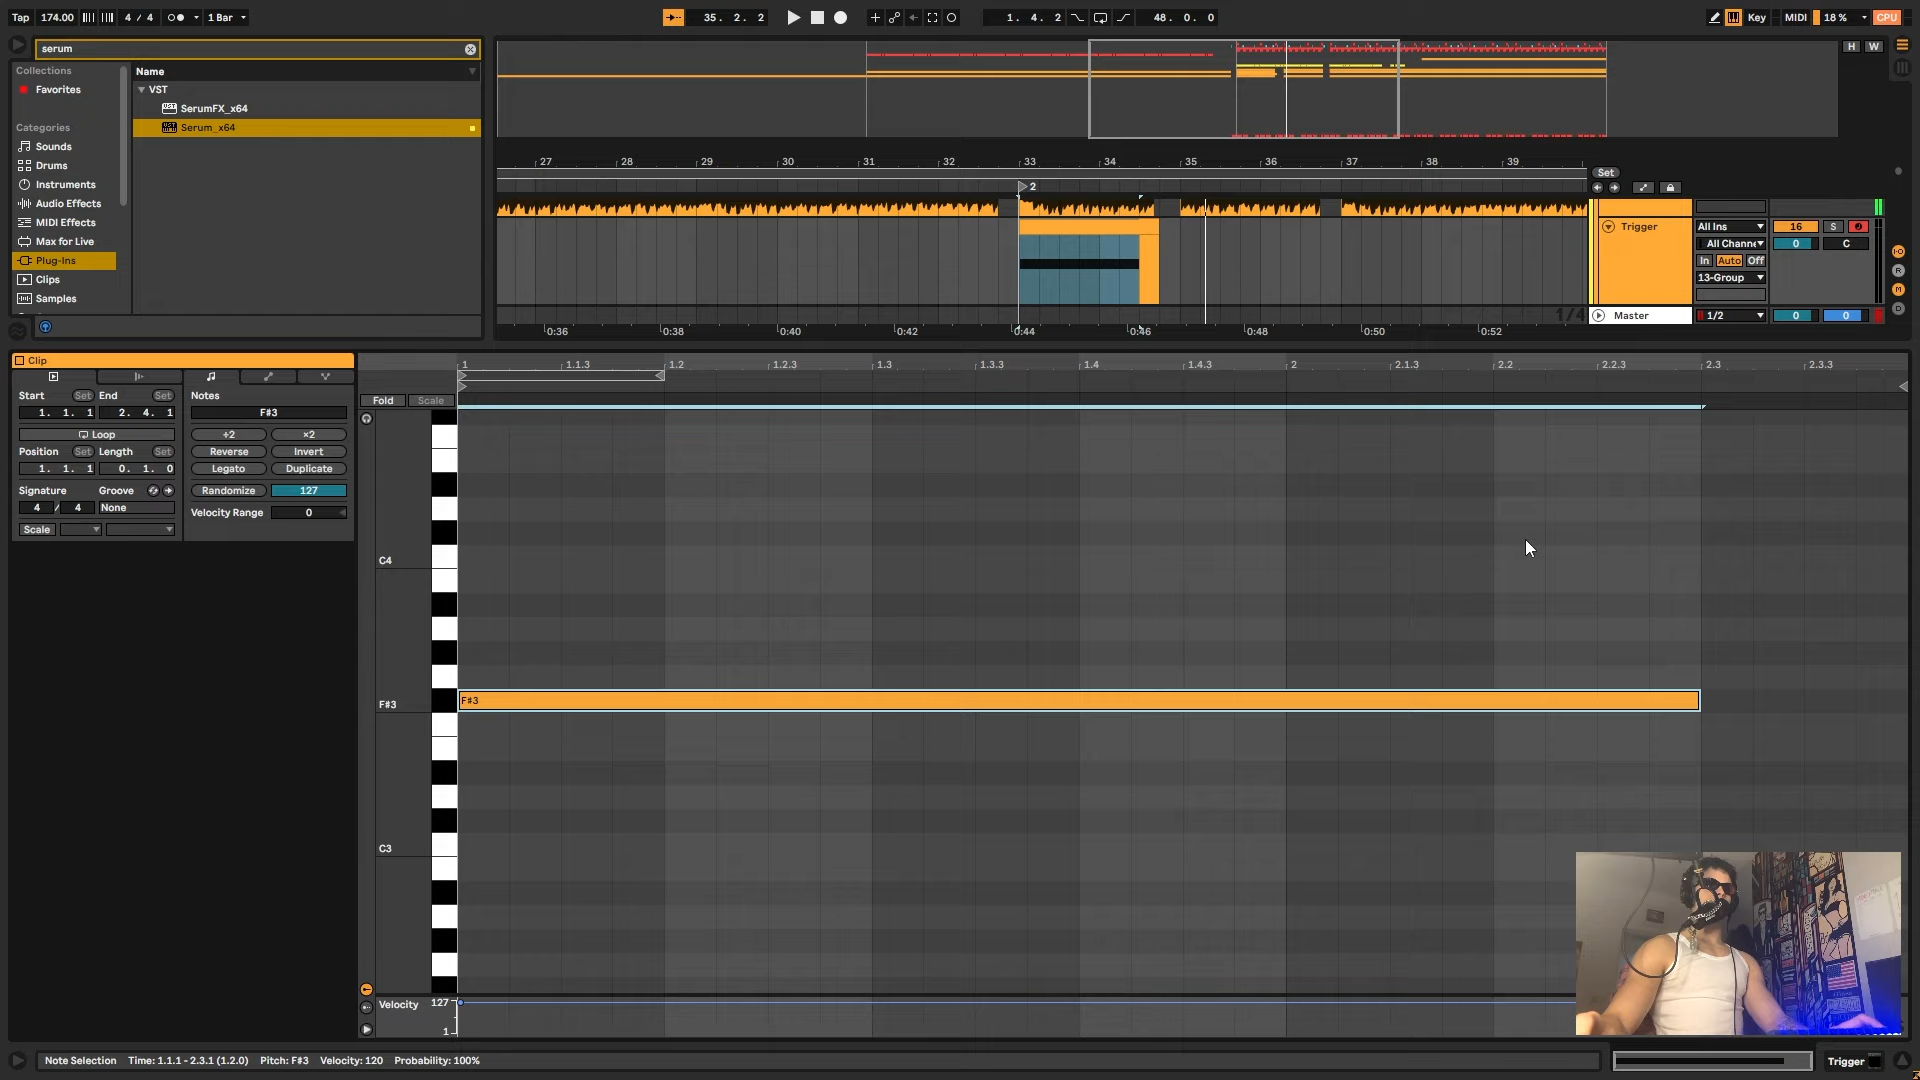 Tap 174.00 4 / 4 1 Bar 35. 2. 2 1. 4. 2 48. 0. 0 Key MIDI 18 % CPU
serum
H W
Collections
Name
Favorites
VST
SerumFX_x64
Categories
Serum_x64
Sounds
Drums
Instruments
Audio Effects
MIDI Effects
Max for Live
Plug-Ins
Clips
Samples
27 28 29 30 31 32 33 34 35 36 37 38 39
Set
2
Trigger
All Ins
16
S
All Channe
0
C
In Auto Off
13-Group
1/4
Master
1/2
0
0
0:36 0:38 0:40 0:42 0:44 0:46 0:48 0:50 0:52
Clip
Start Set End Set
1. 1. 1 2. 4. 1
Loop
Position Set Length Set
1. 1. 1 0. 1. 0
Signature Groove
4 / 4 None
Scale
Notes
F#3
÷2 ×2
Reverse Invert
Legato Duplicate
Randomize 127
Velocity Range 0
1 1.1.3 1.2 1.2.3 1.3 1.3.3 1.4 1.4.3 2 2.1.3 2.2 2.2.3 2.3 2.3.3
Fold Scale
C4
F#3
F#3
C3
Velocity 127
1
Note Selection Time: 1.1.1 - 2.3.1 (1.2.0) Pitch: F#3 Velocity: 120 Probability: 100%
Trigger